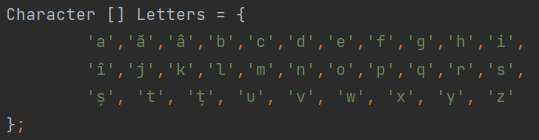 Character [] Letters = {
'a','ă','â','b','c','d','e','f','g','h','i',
'î','j','k','l','m','n','o','p','q','r','s',
'ș', 't', 'ț', 'u', 'v', 'w', 'x', 'y', 'z'
};